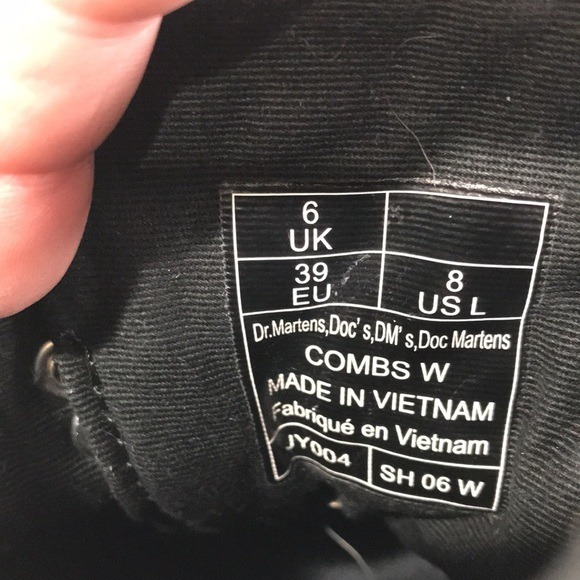 6
UK
39
EU
8
US L
Dr.Martens,Doc's,DM's,Doc Martens
COMBS W
MADE IN VIETNAM
Fabriqué en Vietnam
JY004
SH 06 W